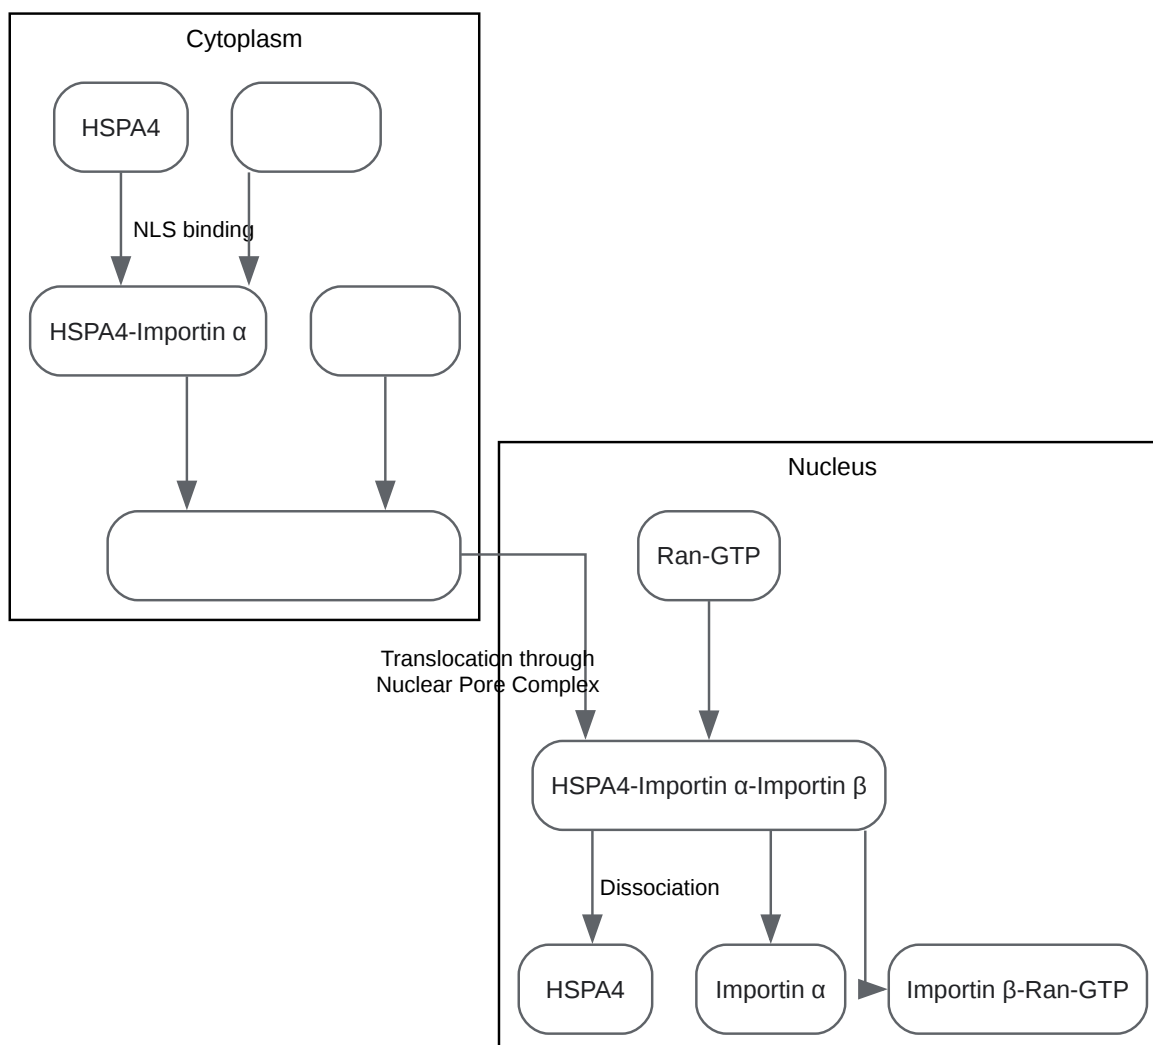 Cytoplasm
HSPA4
NLS binding
HSPA4-Importin α
Nucleus
Ran-GTP
Translocation through
Nuclear Pore Complex
HSPA4-Importin α-Importin β
Dissociation
HSPA4
Importin α
Importin β-Ran-GTP